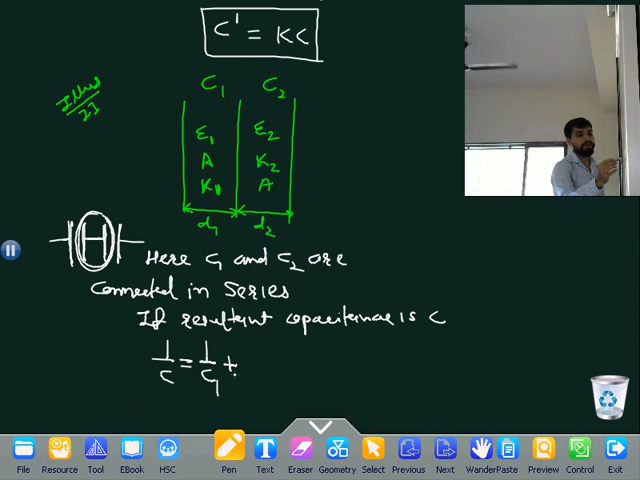 C' = KC
Illus
21
C₁ C₂
ε₁ ε₂
A K₂
K₁ A
d₁ d₂
Here C₁ and C₂ are
Connected in Series
If resultant capacitance is C
1/C = 1/C₁ +
File Resource Tool EBook HSC Pen Text Eraser Geometry Select Previous Next Wander Paste Preview Control Exit